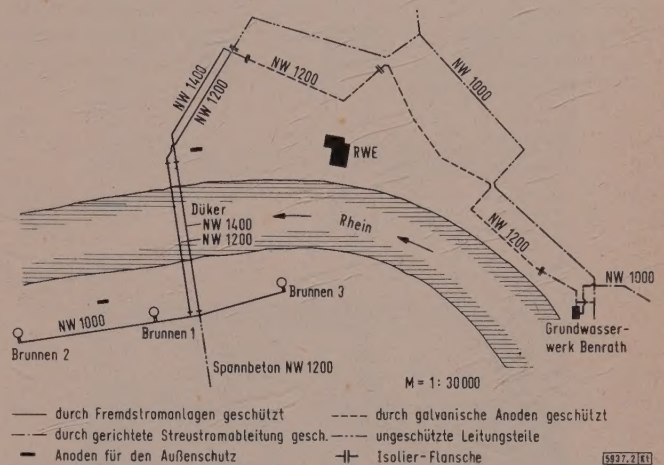 NW 1400
NW 1200
NW 1200
NW 1000
RWE
Düker
NW 1400
NW 1200
Rhein
NW 1200
NW 1000
Brunnen 3
Grundwasser-
werk Benrath
NW 1000
Brunnen 1
Brunnen 2
Spannbeton NW 1200
M = 1 : 30 000
durch Fremdstromanlagen geschützt
durch galvanische Anoden geschützt
durch gerichtete Streustromableitung gesch.
ungeschützte Leitungsteile
Anoden für den Außenschutz
Isolier-Flansche
5937.2 K1